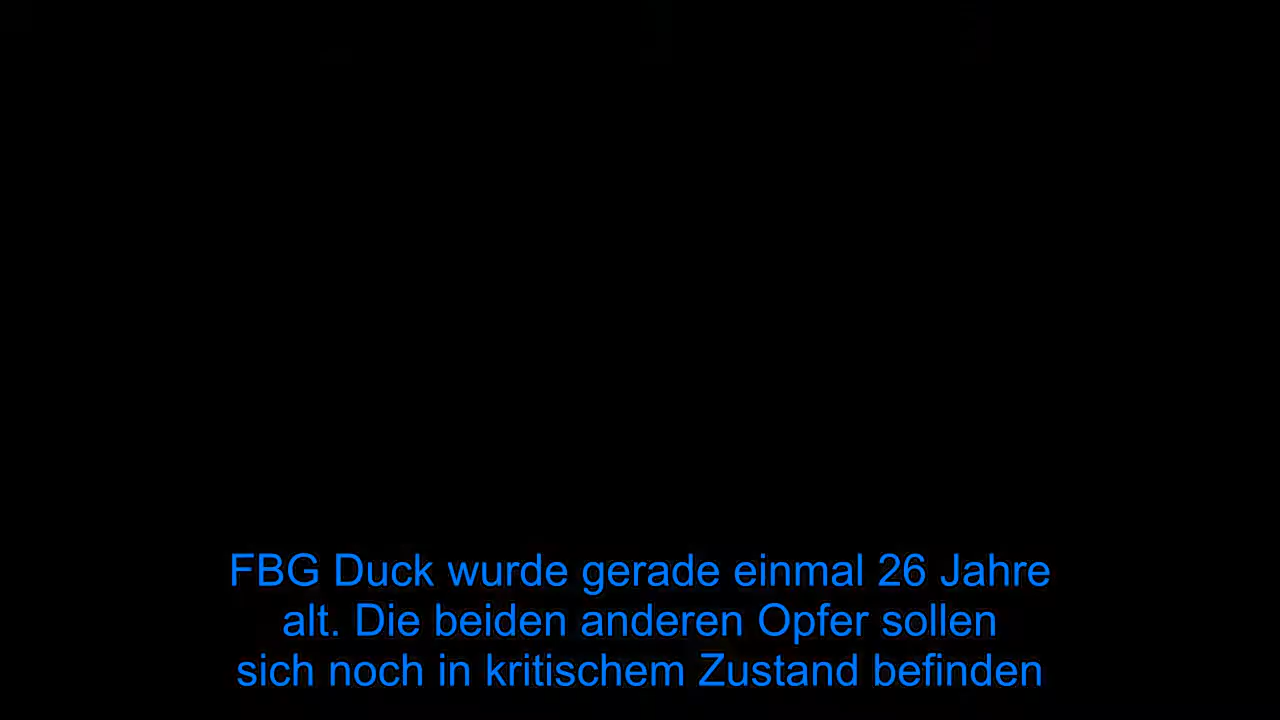 FBG Duck wurde gerade einmal 26 Jahre
alt. Die beiden anderen Opfer sollen
sich noch in kritischem Zustand befinden